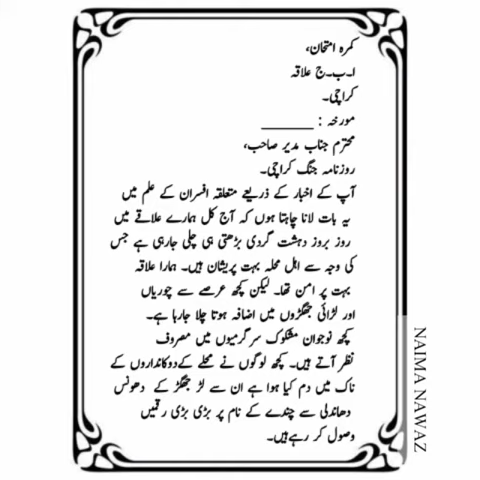 کمرہ امتحان،
ا۔ب۔ج علاقہ
کراچی۔
مورخہ : ________
محترم جناب مدیر صاحب،
روزنامہ جنگ کراچی۔
آپ کے اخبار کے ذریعے متعلقہ افسران کے علم میں
یہ بات لانا چاہتا ہوں کہ آج کل ہمارے علاقے میں
روز بروز دہشت گردی بڑھتی ہی چلی جارہی ہے جس
کی وجہ سے اہل محلہ بہت پریشان ہیں۔ ہمارا علاقہ
بہت پر امن تھا۔ لیکن کچھ عرصے سے چوریاں
اور لڑائی جھگڑوں میں اضافہ ہوتا چلا جارہا ہے۔
کچھ نوجوان مشکوک سرگرمیوں میں مصروف
نظر آتے ہیں۔ کچھ لوگوں نے محلے کےدوکانداروں کے
ناک میں دم کیا ہوا ہے ان سے لڑ جھگڑ کے دھونس
دھاندلی سے چندے کے نام پر بڑی بڑی رقمیں
وصول کر رہےہیں۔
NAIMA NAWAZ